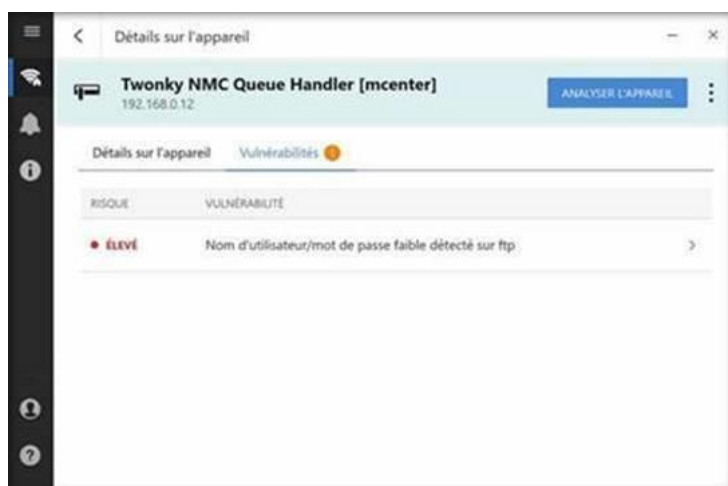 Détails sur l'appareil
Twonky NMC Queue Handler [mcenter]
192.168.0.12
ANALYSER L'APPAREIL
Détails sur l'appareil
Vulnérabilités
RISQUE
VULNÉRABILITÉ
ÉLEVÉ
Nom d'utilisateur/mot de passe faible détecté sur ftp